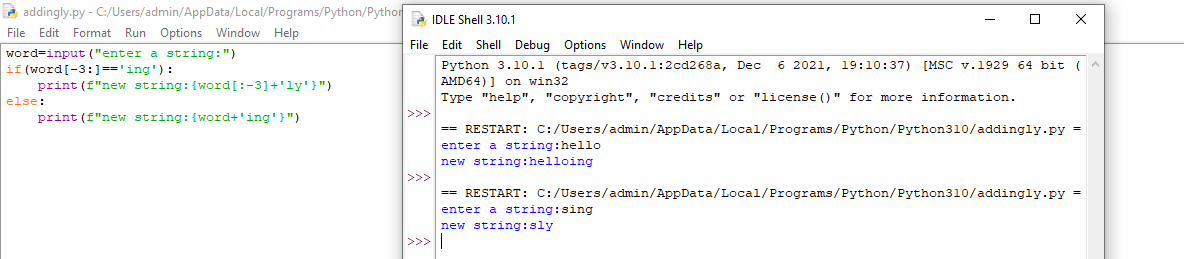 addingly.py - C:/Users/admin/AppData/Local/Programs/Python/Python
File Edit Format Run Options Window Help
word=input("enter a string:")
if(word[-3:]=='ing'):
    print(f"new string:{word[:-3]+'ly'}")
else:
    print(f"new string:{word+'ing'}")
IDLE Shell 3.10.1
File Edit Shell Debug Options Window Help
Python 3.10.1 (tags/v3.10.1:2cd268a, Dec  6 2021, 19:10:37) [MSC v.1929 64 bit (
AMD64)] on win32
Type "help", "copyright", "credits" or "license()" for more information.
>>>
== RESTART: C:/Users/admin/AppData/Local/Programs/Python/Python310/addingly.py =
enter a string:hello
new string:helloing
>>>
== RESTART: C:/Users/admin/AppData/Local/Programs/Python/Python310/addingly.py =
enter a string:sing
new string:sly
>>>